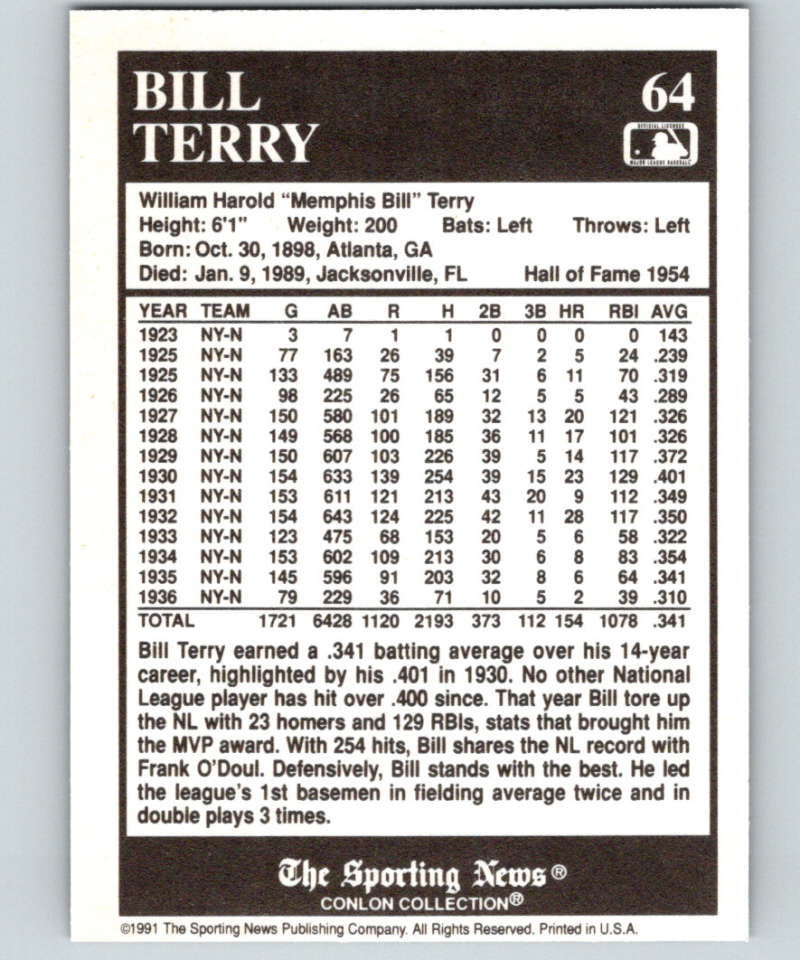 BILL
TERRY
64
OFFICIAL LICENSEE
MAJOR LEAGUE BASEBALL
William Harold "Memphis Bill" Terry
Height: 6'1" Weight: 200 Bats: Left Throws: Left
Born: Oct. 30, 1898, Atlanta, GA
Died: Jan. 9, 1989, Jacksonville, FL Hall of Fame 1954
YEAR TEAM G AB R H 2B 3B HR RBI AVG
1923 NY-N 3 7 1 1 0 0 0 0 143
1925 NY-N 77 163 26 39 7 2 5 24 .239
1925 NY-N 133 489 75 156 31 6 11 70 .319
1926 NY-N 98 225 26 65 12 5 5 43 .289
1927 NY-N 150 580 101 189 32 13 20 121 .326
1928 NY-N 149 568 100 185 36 11 17 101 .326
1929 NY-N 150 607 103 226 39 5 14 117 .372
1930 NY-N 154 633 139 254 39 15 23 129 .401
1931 NY-N 153 611 121 213 43 20 9 112 .349
1932 NY-N 154 643 124 225 42 11 28 117 .350
1933 NY-N 123 475 68 153 20 5 6 58 .322
1934 NY-N 153 602 109 213 30 6 8 83 .354
1935 NY-N 145 596 91 203 32 8 6 64 .341
1936 NY-N 79 229 36 71 10 5 2 39 .310
TOTAL 1721 6428 1120 2193 373 112 154 1078 .341
Bill Terry earned a .341 batting average over his 14-year
career, highlighted by his .401 in 1930. No other National
League player has hit over .400 since. That year Bill tore up
the NL with 23 homers and 129 RBIs, stats that brought him
the MVP award. With 254 hits, Bill shares the NL record with
Frank O'Doul. Defensively, Bill stands with the best. He led
the league's 1st basemen in fielding average twice and in
double plays 3 times.
The Sporting News®
CONLON COLLECTION®
©1991 The Sporting News Publishing Company. All Rights Reserved. Printed in U.S.A.